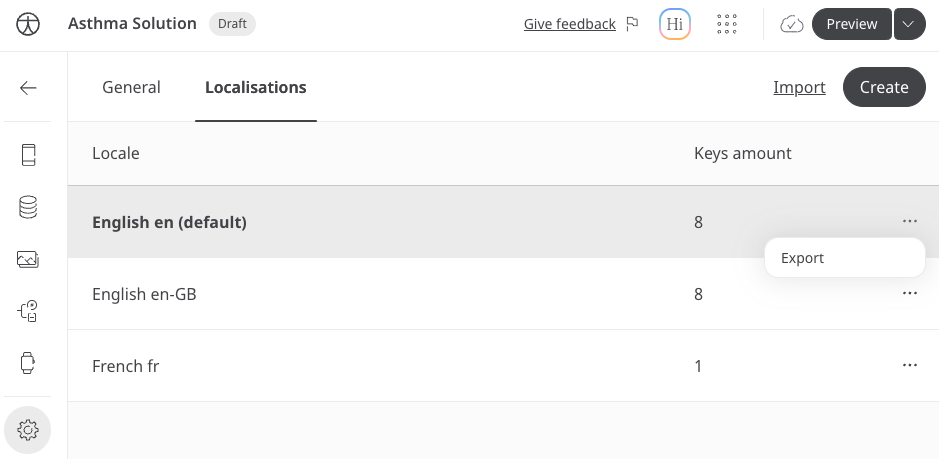 Asthma Solution Draft Give feedback Hi Preview
General Localisations Import Create
Locale Keys amount
English en (default) 8 ...
Export
English en-GB 8 ...
French fr 1 ...